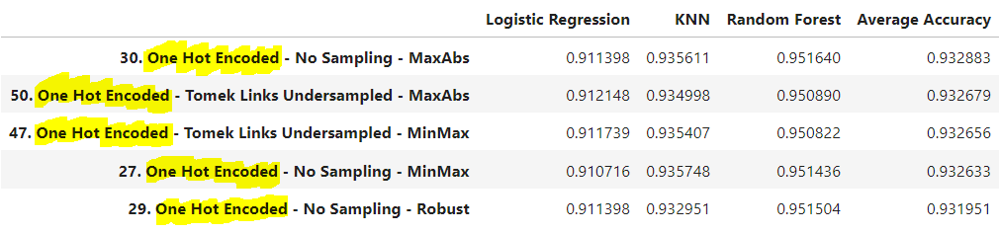 Logistic Regression KNN Random Forest Average Accuracy
30. One Hot Encoded - No Sampling - MaxAbs 0.911398 0.935611 0.951640 0.932883
50. One Hot Encoded - Tomek Links Undersampled - MaxAbs 0.912148 0.934998 0.950890 0.932679
47. One Hot Encoded - Tomek Links Undersampled - MinMax 0.911739 0.935407 0.950822 0.932656
27. One Hot Encoded - No Sampling - MinMax 0.910716 0.935748 0.951436 0.932633
29. One Hot Encoded - No Sampling - Robust 0.911398 0.932951 0.951504 0.931951